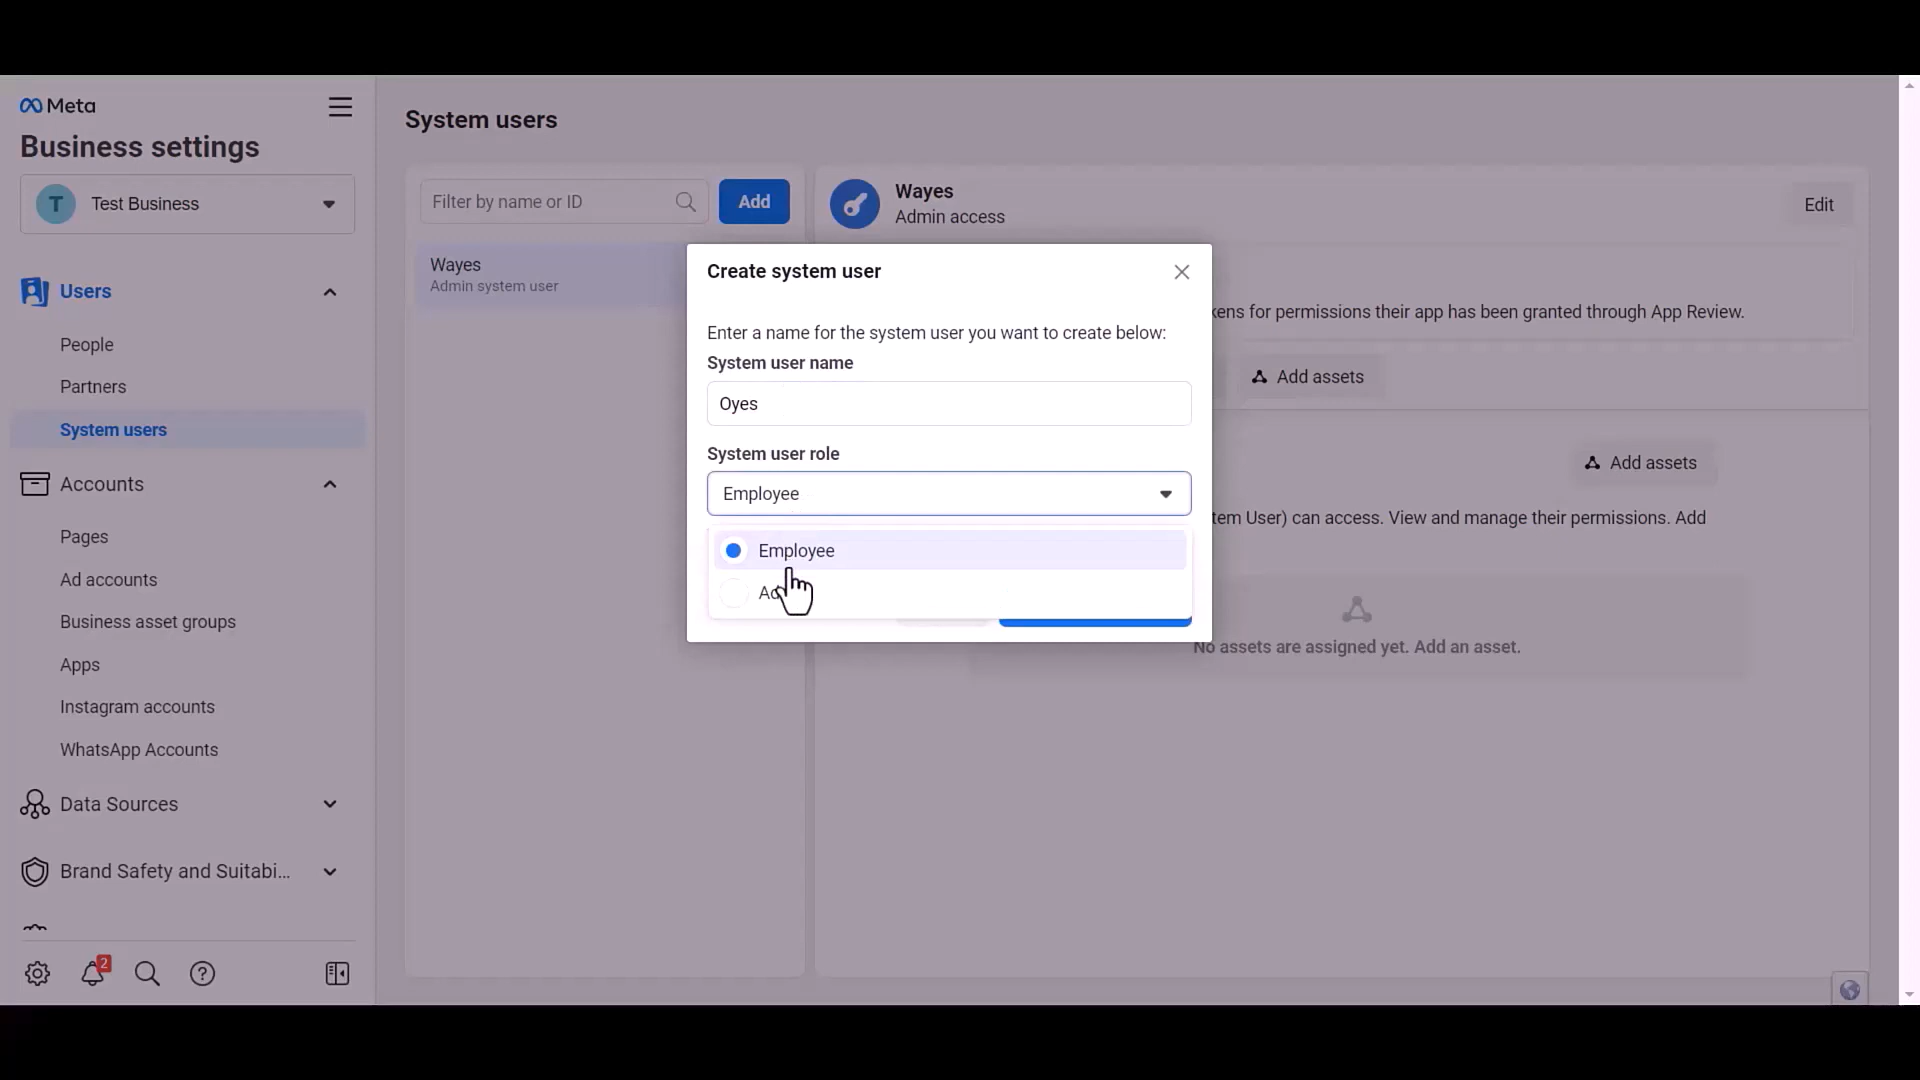 Meta
Business settings
T
Test Business
Users
People
Partners
System users
Accounts
Pages
Ad accounts
Business asset groups
Apps
Instagram accounts
WhatsApp Accounts
Data Sources
Brand Safety and Suitabi...
2
System users
Filter by name or ID
Add
Wayes
Admin system user
Wayes
Admin access
Edit
kens for permissions their app has been granted through App Review.
Add assets
Add assets
tem User) can access. View and manage their permissions. Add
No assets are assigned yet. Add an asset.
Create system user
Enter a name for the system user you want to create below:
System user name
Oyes
System user role
Employee
Employee